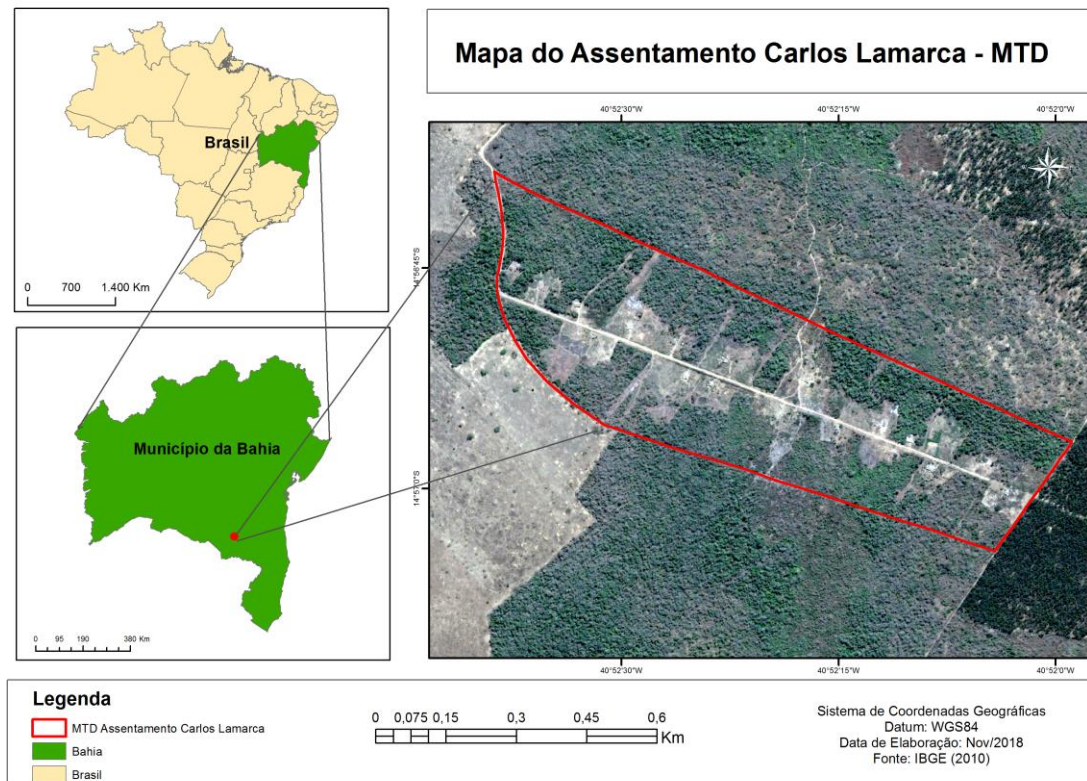 Mapa do Assentamento Carlos Lamarca - MTD
Brasil
0 700 1.400 Km
Município da Bahia
0 95 190 380 Km
40°52'30"W 40°52'15"W 40°52'0"W
14°56'45"S
14°57'0"S
40°52'30"W 40°52'15"W 40°52'0"W
Legenda
MTD Assentamento Carlos Lamarca
Bahia
Brasil
0 0,075 0,15 0,3 0,45 0,6
Km
Sistema de Coordenadas Geográficas
Datum: WGS84
Data de Elaboração: Nov/2018
Fonte: IBGE (2010)